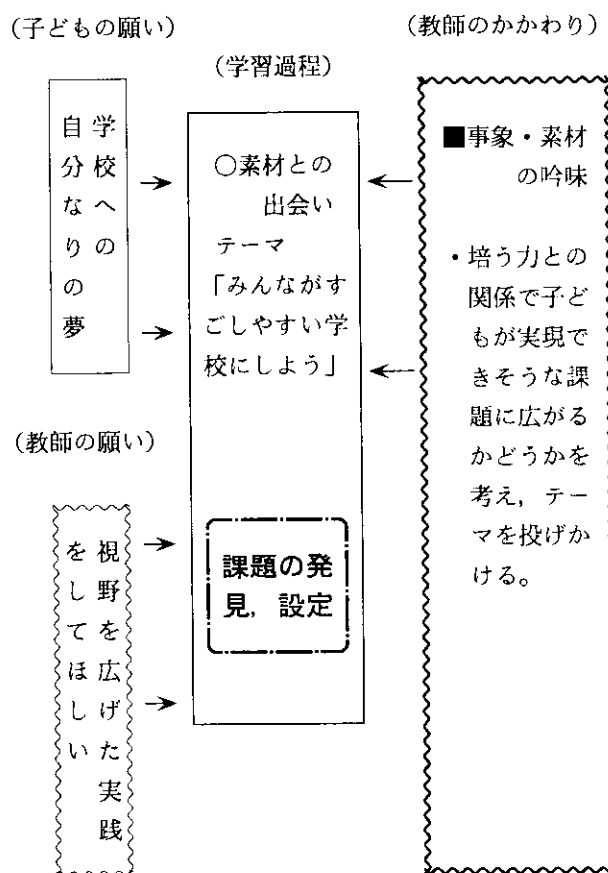 （子どもの願い）
学校への
自分なりの夢
（教師の願い）
視野を広げた実践
をしてほしい
（学習過程）
○素材との
出会い
テーマ
「みんながす
ごしやすい学
校にしよう」
課題の発
見，設定
（教師のかかわり）
■事象・素材
の吟味
・培う力との
関係で子ど
もが実現で
きそうな課
題に広がる
かどうかを
考え，テー
マを投げか
ける。